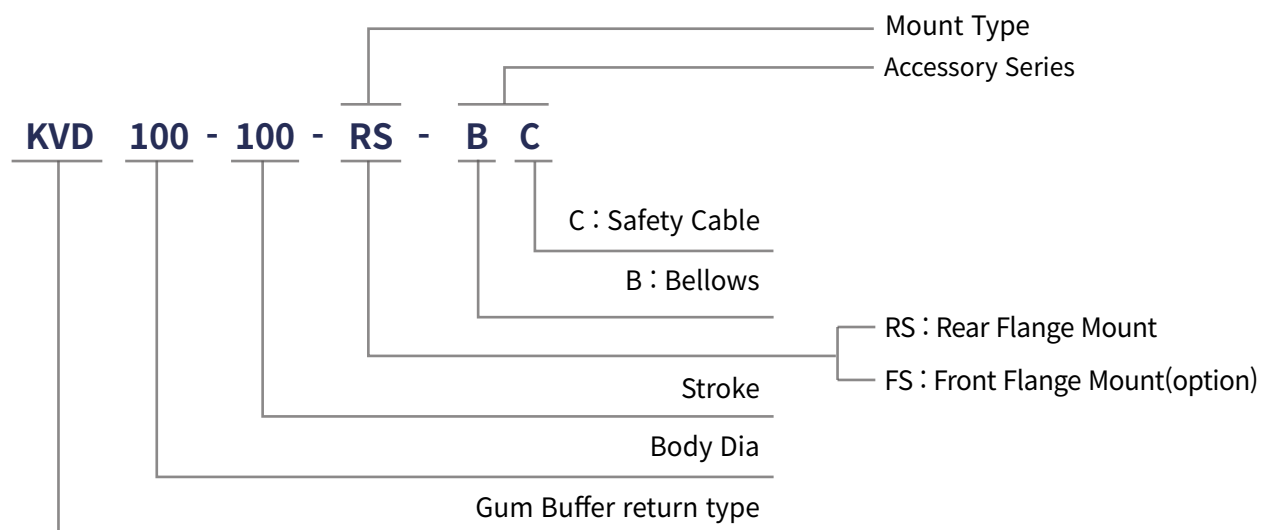 Mount Type
Accessory Series
KVD 100 - 100 - RS - B C
C : Safety Cable
B : Bellows
RS : Rear Flange Mount
FS : Front Flange Mount(option)
Stroke
Body Dia
Gum Buffer return type